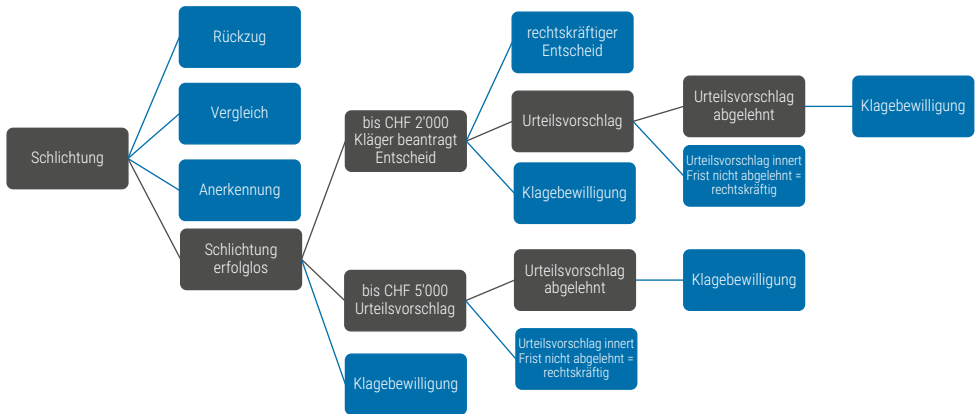 Schlichtung
Rückzug
Vergleich
Anerkennung
Schlichtung
erfolglos
bis CHF 2'000
Kläger beantragt
Entscheid
bis CHF 5'000
Urteilsvorschlag
Klagebewilligung
rechtskräftiger
Entscheid
Urteilsvorschlag
Klagebewilligung
Urteilsvorschlag
abgelehnt
Urteilsvorschlag innert
Frist nicht abgelehnt =
rechtskräftig
Urteilsvorschlag
abgelehnt
Urteilsvorschlag innert
Frist nicht abgelehnt =
rechtskräftig
Klagebewilligung
Klagebewilligung